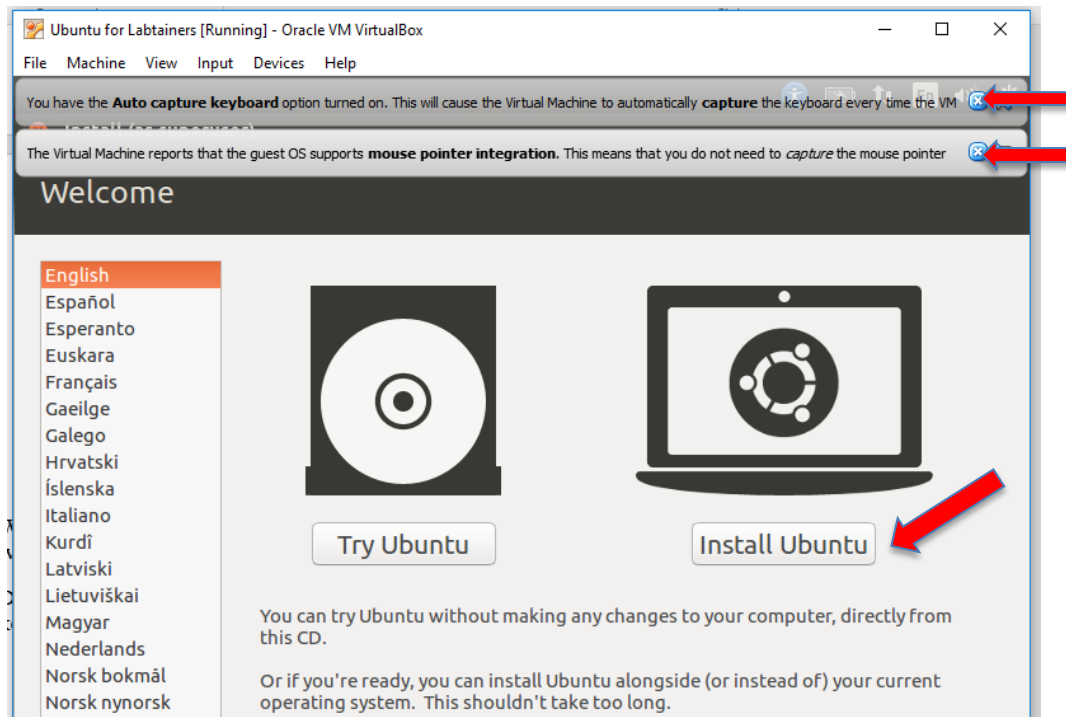 Ubuntu for Labtainers [Running] - Oracle VM VirtualBox
File Machine View Input Devices Help
You have the Auto capture keyboard option turned on. This will cause the Virtual Machine to automatically capture the keyboard every time the VM
Install (as superuser)
The Virtual Machine reports that the guest OS supports mouse pointer integration. This means that you do not need to capture the mouse pointer
Welcome
English
Español
Esperanto
Euskara
Français
Gaeilge
Galego
Hrvatski
Íslenska
Italiano
Kurdî
Latviski
Lietuviškai
Magyar
Nederlands
Norsk bokmål
Norsk nynorsk
Try Ubuntu
Install Ubuntu
You can try Ubuntu without making any changes to your computer, directly from
this CD.
Or if you're ready, you can install Ubuntu alongside (or instead of) your current
operating system. This shouldn't take too long.